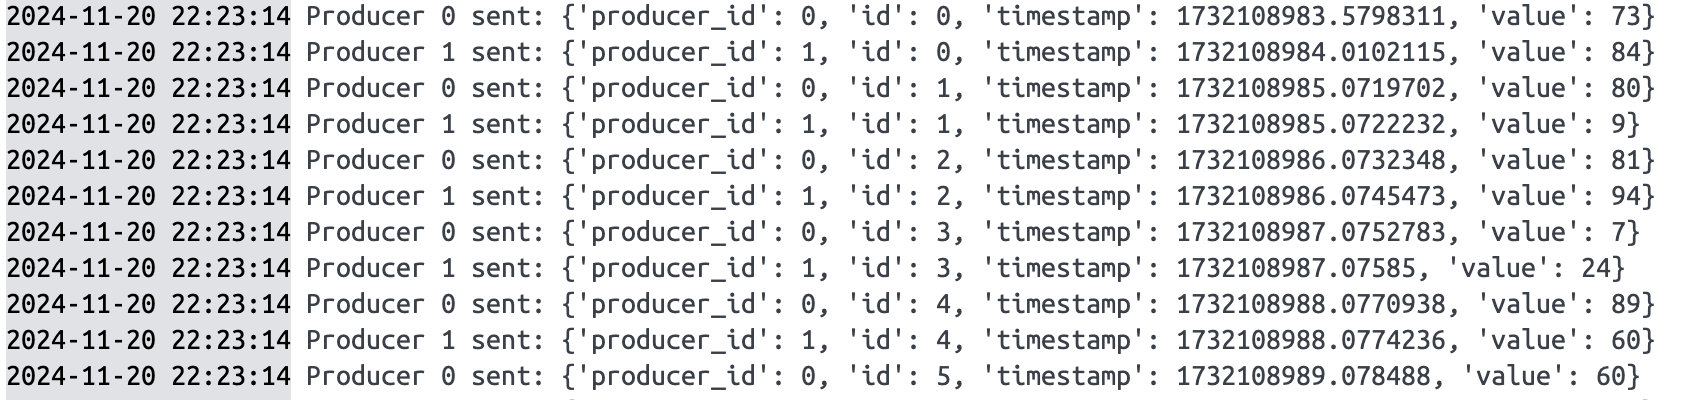 2024-11-20 22:23:14 Producer 0 sent: {'producer_id': 0, 'id': 0, 'timestamp': 1732108983.5798311, 'value': 73}
2024-11-20 22:23:14 Producer 1 sent: {'producer_id': 1, 'id': 0, 'timestamp': 1732108984.0102115, 'value': 84}
2024-11-20 22:23:14 Producer 0 sent: {'producer_id': 0, 'id': 1, 'timestamp': 1732108985.0719702, 'value': 80}
2024-11-20 22:23:14 Producer 1 sent: {'producer_id': 1, 'id': 1, 'timestamp': 1732108985.0722232, 'value': 9}
2024-11-20 22:23:14 Producer 0 sent: {'producer_id': 0, 'id': 2, 'timestamp': 1732108986.0732348, 'value': 81}
2024-11-20 22:23:14 Producer 1 sent: {'producer_id': 1, 'id': 2, 'timestamp': 1732108986.0745473, 'value': 94}
2024-11-20 22:23:14 Producer 0 sent: {'producer_id': 0, 'id': 3, 'timestamp': 1732108987.0752783, 'value': 7}
2024-11-20 22:23:14 Producer 1 sent: {'producer_id': 1, 'id': 3, 'timestamp': 1732108987.07585, 'value': 24}
2024-11-20 22:23:14 Producer 0 sent: {'producer_id': 0, 'id': 4, 'timestamp': 1732108988.0770938, 'value': 89}
2024-11-20 22:23:14 Producer 1 sent: {'producer_id': 1, 'id': 4, 'timestamp': 1732108988.0774236, 'value': 60}
2024-11-20 22:23:14 Producer 0 sent: {'producer_id': 0, 'id': 5, 'timestamp': 1732108989.078488, 'value': 60}